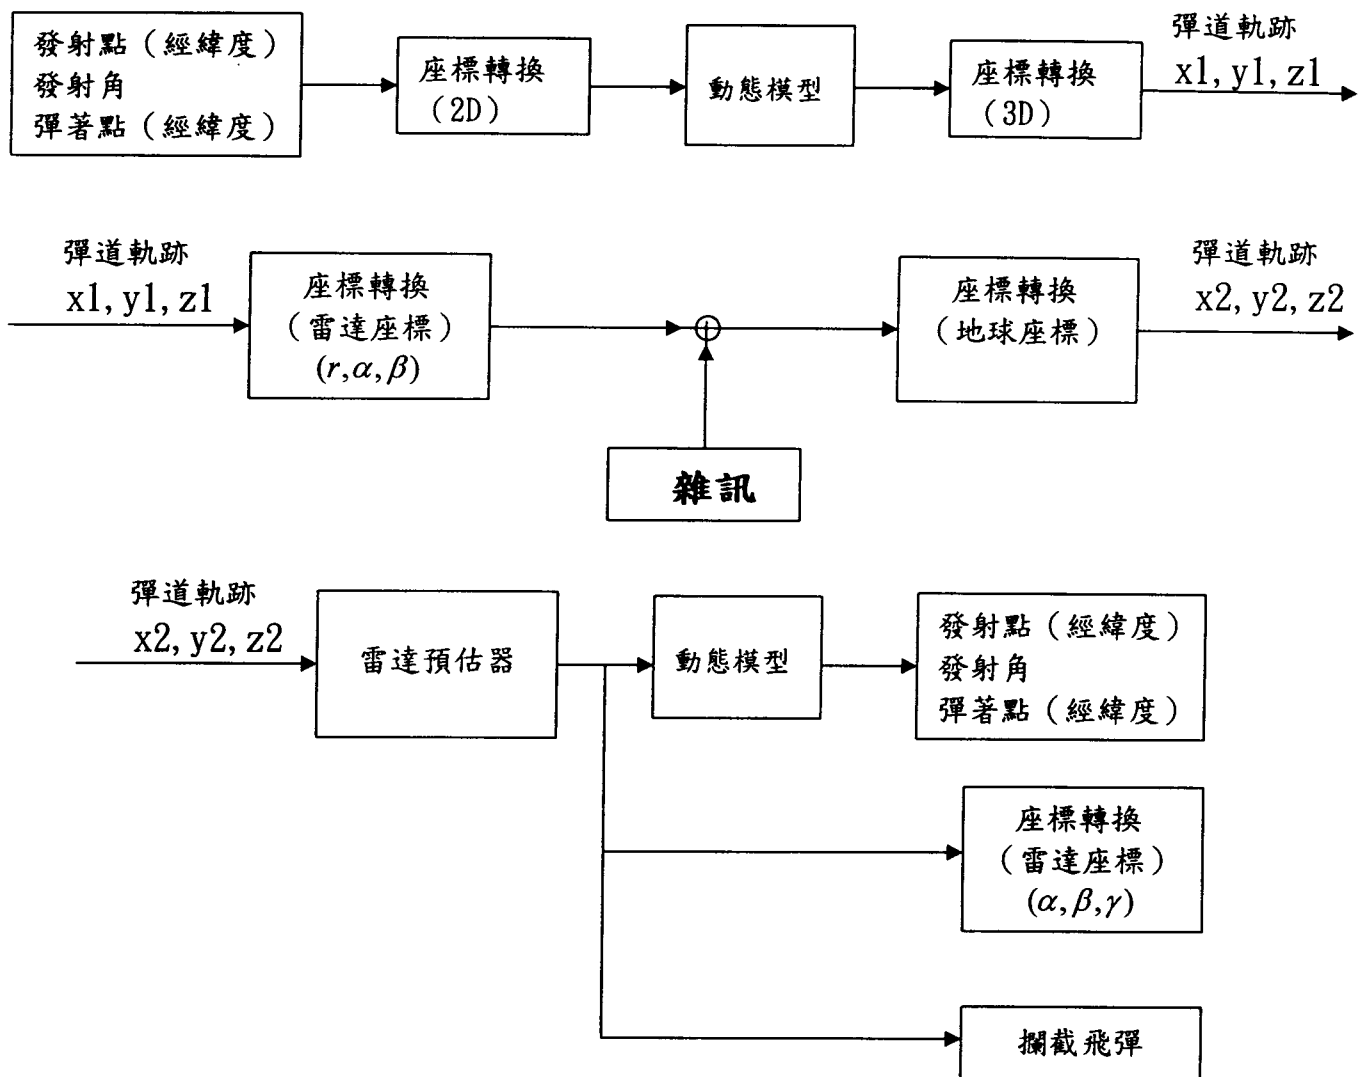 發射點（經緯度）
發射角
彈著點（經緯度）
座標轉換
（2D）
動態模型
座標轉換
（3D）
彈道軌跡
x1, y1, z1
彈道軌跡
x1, y1, z1
座標轉換
（雷達座標）
(r,α,β)
雜訊
座標轉換
（地球座標）
彈道軌跡
x2, y2, z2
彈道軌跡
x2, y2, z2
雷達預估器
動態模型
發射點（經緯度）
發射角
彈著點（經緯度）
座標轉換
（雷達座標）
(α,β,γ)
攔截飛彈